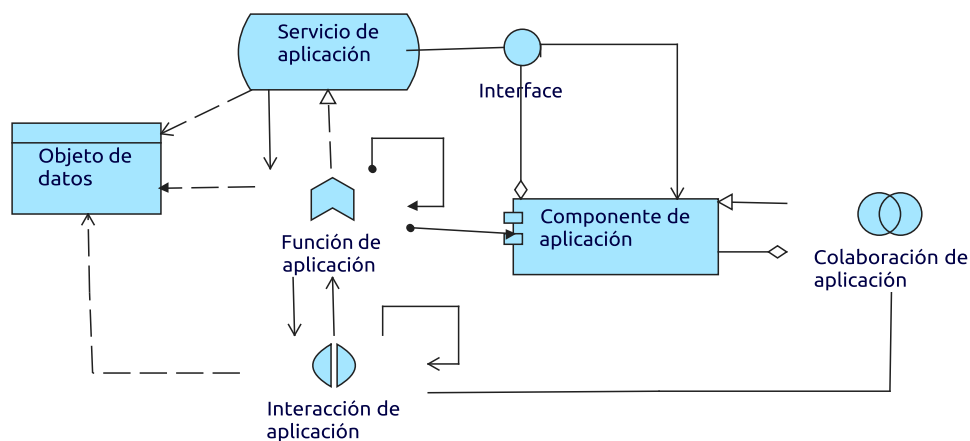 Servicio de
aplicación
Interface
Objeto de
datos
Componente de
aplicación
Función de
aplicación
Colaboración de
aplicación
Interacción de
aplicación